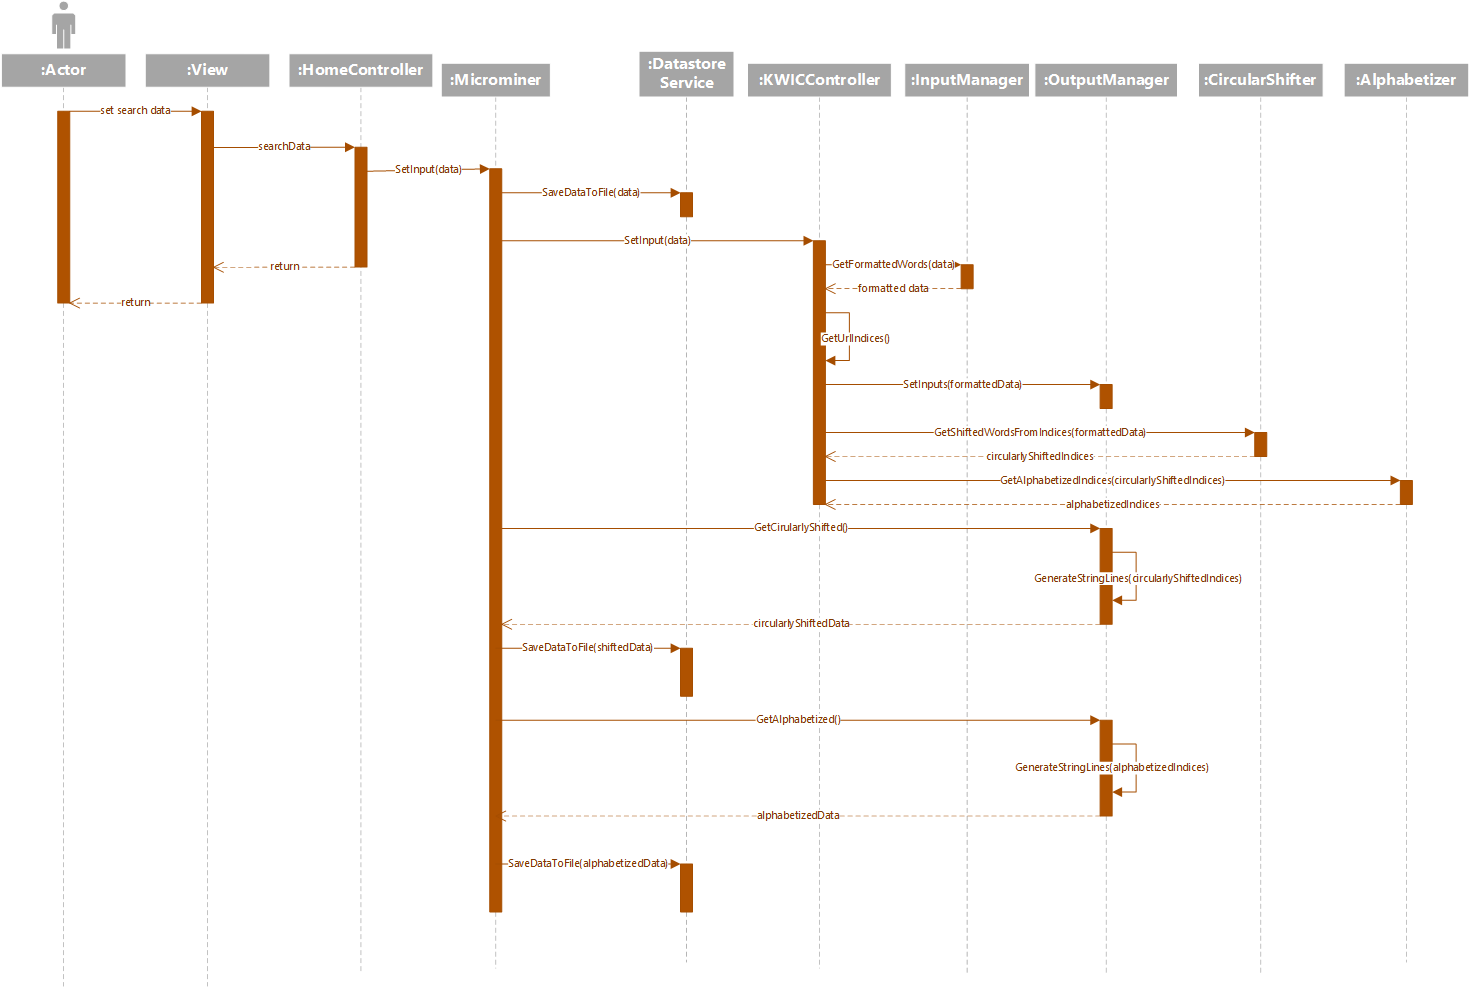 :Actor
:View
:HomeController
:Microminer
:Datastore
Service
:KWICController
:InputManager
:OutputManager
:CircularShifter
:Alphabetizer
set search data
searchData
SetInput(data)
SaveDataToFile(data)
SetInput(data)
GetFormattedWords(data)
return
formatted data
return
GetUrlIndices()
SetInputs(formattedData)
GetShiftedWordsFromIndices(formattedData)
circularlyShiftedIndices
GetAlphabetizedIndices(circularlyShiftedIndices)
alphabetizedIndices
GetCirularlyShifted()
GenerateStringLines(circularlyShiftedIndices)
circularlyShiftedData
SaveDataToFile(shiftedData)
GetAlphabetized()
GenerateStringLines(alphabetizedIndices)
alphabetizedData
SaveDataToFile(alphabetizedData)